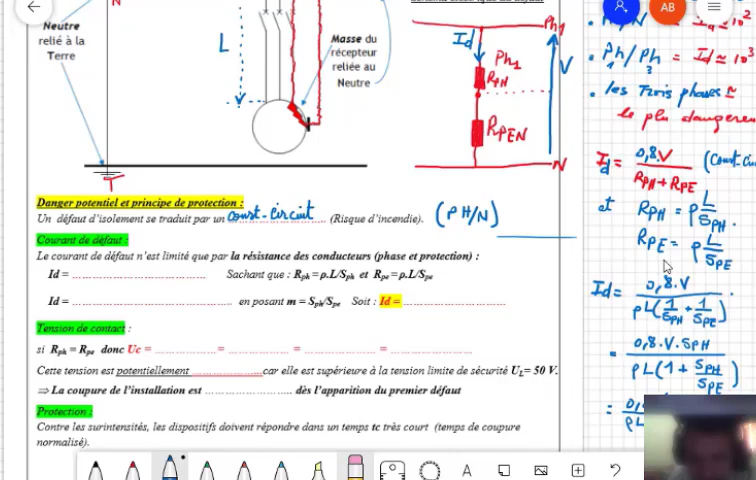 N
Neutre
relié à la
Terre
L
Masse du
récepteur
reliée au
Neutre
T
Id
Ph1
Ph1
RPH
V
RPEN
N
Danger potentiel et principe de protection :
Un défaut d'isolement se traduit par un Court-circuit (Risque d'incendie). (PH/N)
Courant de défaut :
Le courant de défaut n'est limité que par la résistance des conducteurs (phase et protection) :
Id = ........................ Sachant que : Rph=ρ.L/Sph et Rpe=ρ.L/Spe
Id = ........................ en posant m = Sph/Spe Soit : Id = ........................
Tension de contact :
si Rph = Rpe donc Uc = .................. = .................. = .................. = ..................
Cette tension est potentiellement .................. car elle est supérieure à la tension limite de sécurité UL= 50 V.
⇒ La coupure de l'installation est ........................ dès l'apparition du premier défaut
Protection :
Contre les surintensités, les dispositifs doivent répondre dans un temps tc très court (temps de coupure
normalisé).
AB
Ph/Ph = Id ≃ 10³
• les Trois phases
le plus dangereu
Id = 0,8.V / (RPH + RPE)
et RPH = ρ L/SPH.
RPE = ρ L/SPE
Id = 0,8.V / ρL(1/SPH + 1/SPE).
= 0,8.V.SPH / ρL(1 + SPH/SPE)
A